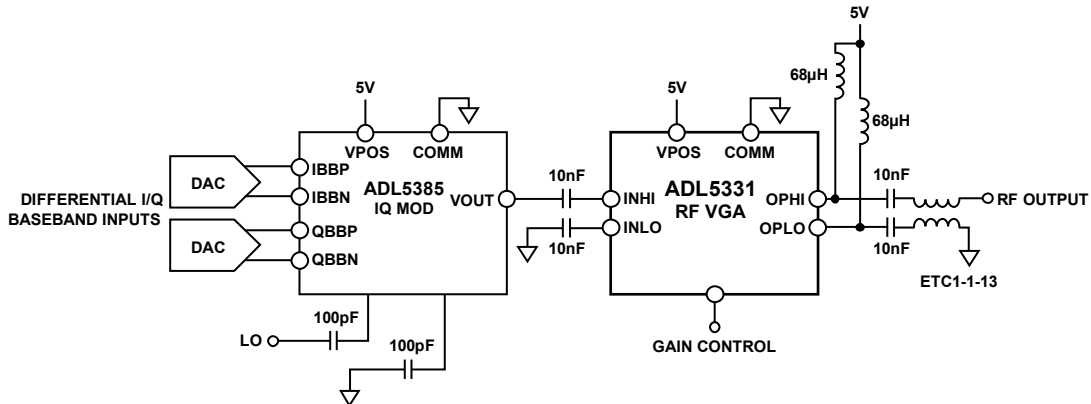 5V
68µH
68µH
5V
5V
VPOS
COMM
VPOS
COMM
DIFFERENTIAL I/Q
BASEBAND INPUTS
DAC
DAC
IBBP
IBBN
QBBP
QBBN
ADL5385
IQ MOD
VOUT
10nF
10nF
INHI
INLO
ADL5331
RF VGA
OPHI
OPLO
10nF
10nF
RF OUTPUT
ETC1-1-13
LO
100pF
100pF
GAIN CONTROL